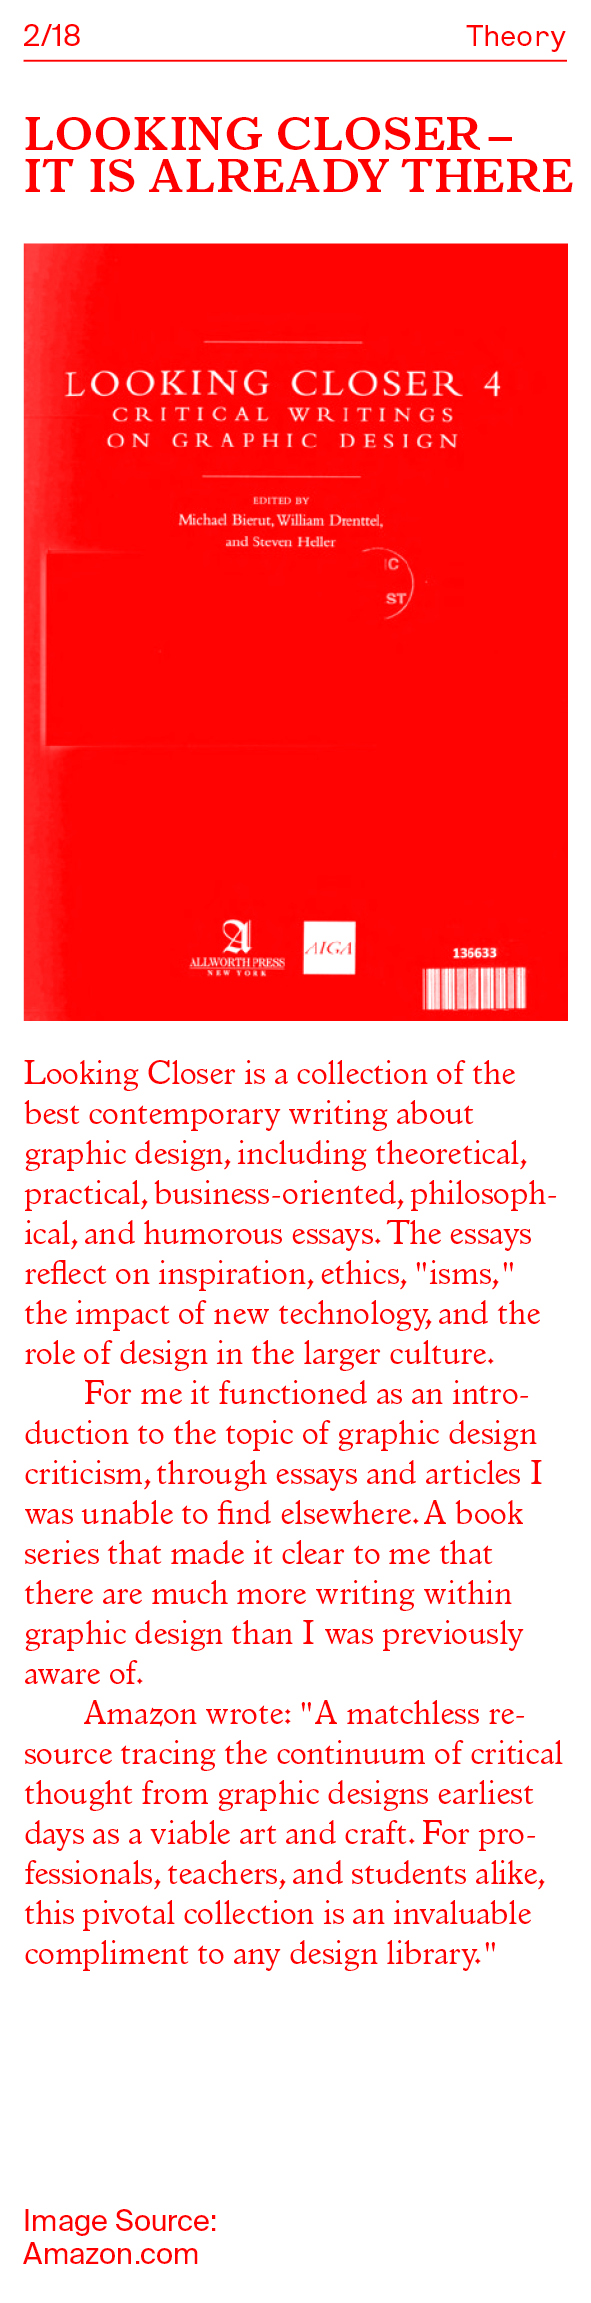 2/18
Theory
LOOKING CLOSER –
IT IS ALREADY THERE
LOOKING CLOSER 4
CRITICAL WRITINGS
ON GRAPHIC DESIGN
EDITED BY
Michael Bierut, William Drenttel,
and Steven Heller
C
ST
A
ALLWORTH PRESS
NEW YORK
AIGA
136633
Looking Closer is a collection of the
best contemporary writing about
graphic design, including theoretical,
practical, business-oriented, philosoph-
ical, and humorous essays. The essays
reflect on inspiration, ethics, "isms,"
the impact of new technology, and the
role of design in the larger culture.
For me it functioned as an intro-
duction to the topic of graphic design
criticism, through essays and articles I
was unable to find elsewhere. A book
series that made it clear to me that
there are much more writing within
graphic design than I was previously
aware of.
Amazon wrote: "A matchless re-
source tracing the continuum of critical
thought from graphic designs earliest
days as a viable art and craft. For pro-
fessionals, teachers, and students alike,
this pivotal collection is an invaluable
compliment to any design library."
Image Source:
Amazon.com